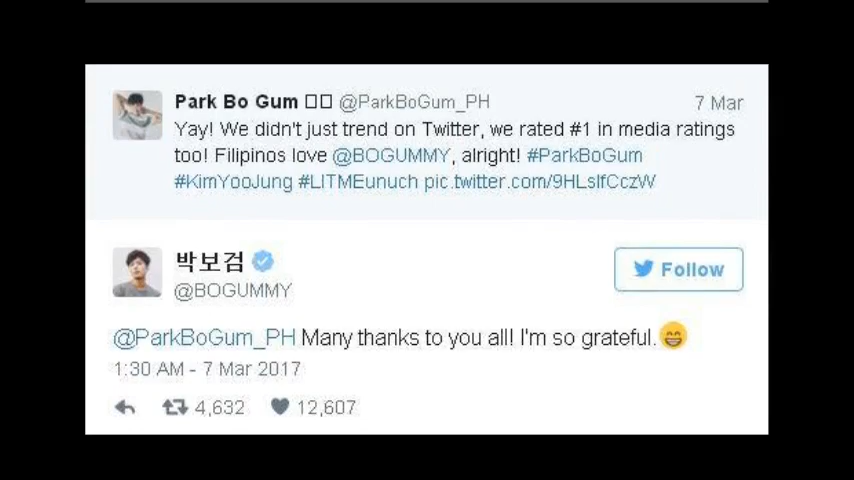 Park Bo Gum □□ @ParkBoGum_PH 7 Mar
Yay! We didn't just trend on Twitter, we rated #1 in media ratings
too! Filipinos love @BOGUMMY, alright! #ParkBoGum
#KimYooJung #LITMEunuch pic.twitter.com/9HLsIfCczW
박보검
@BOGUMMY
Follow
@ParkBoGum_PH Many thanks to you all! I'm so grateful.😁
1:30 AM - 7 Mar 2017
4,632 12,607